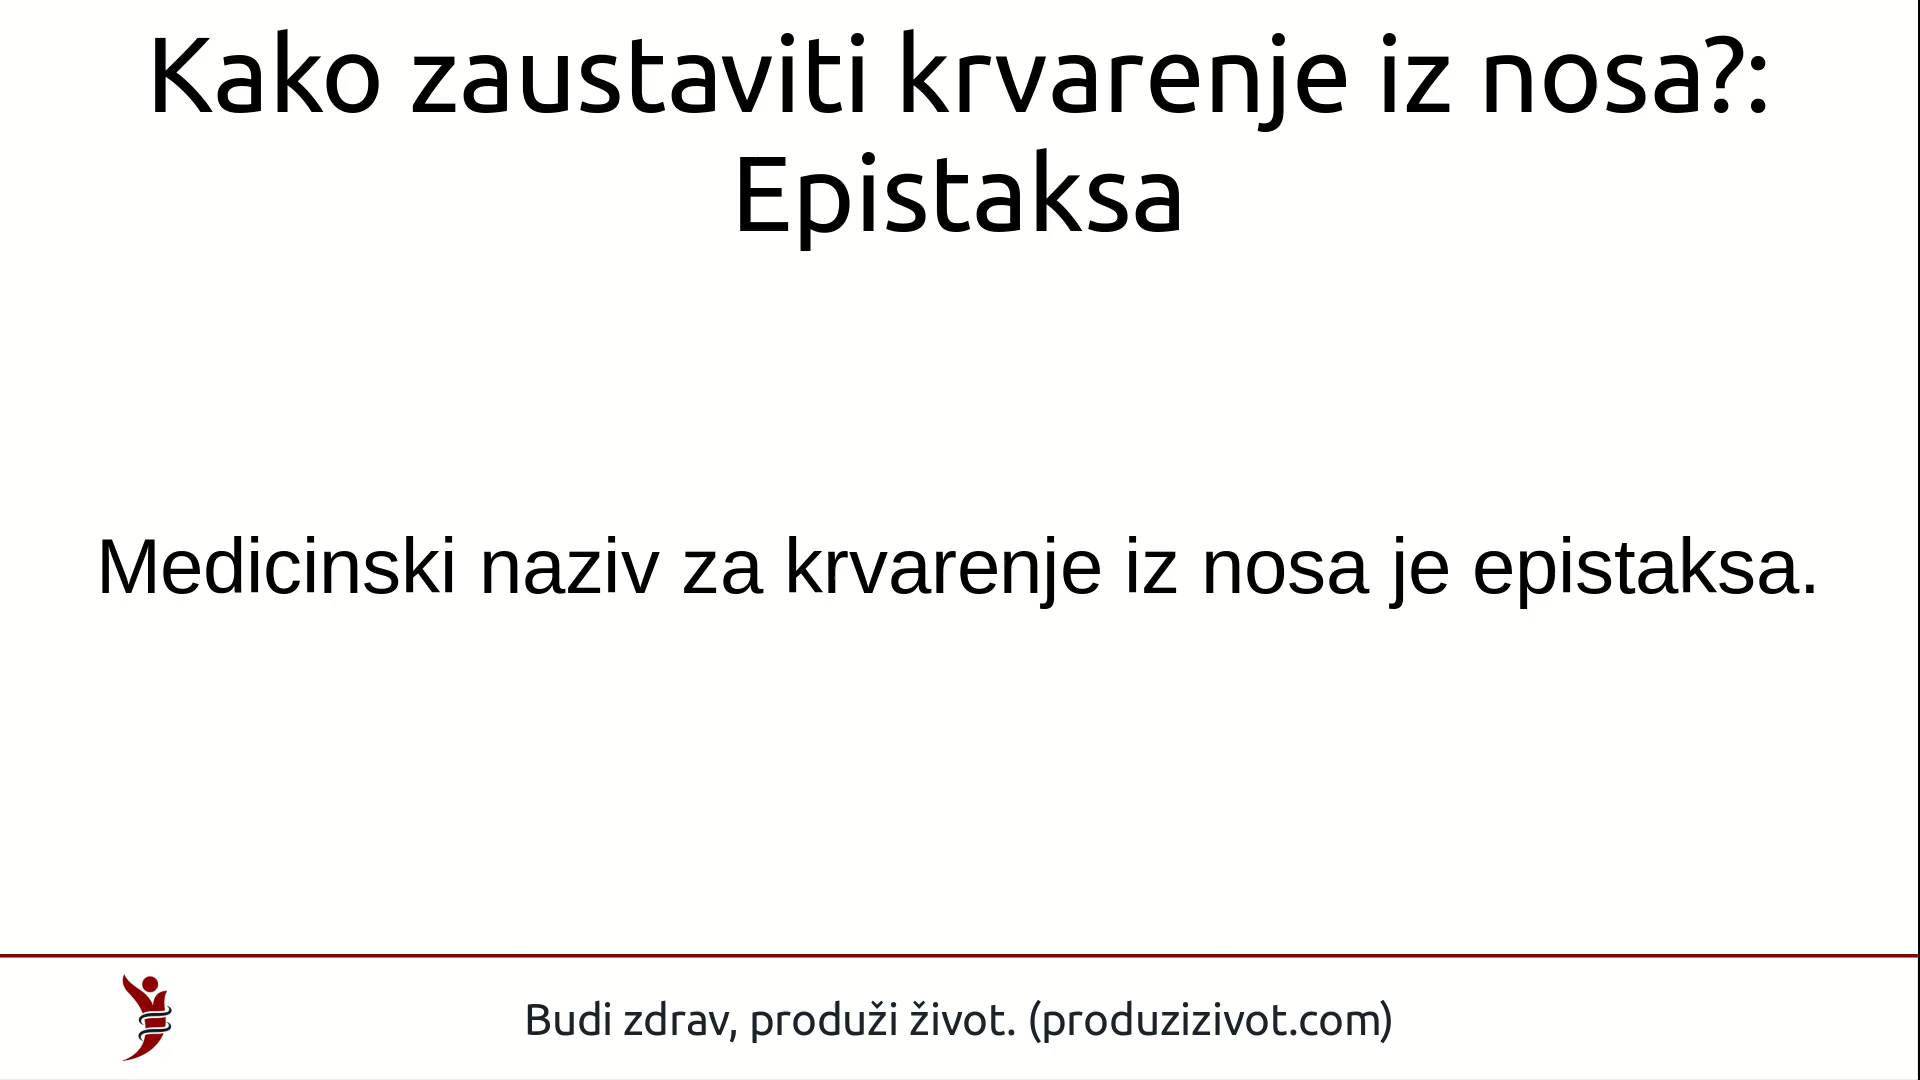 Kako zaustaviti krvarenje iz nosa?:
Epistaksa
Medicinski naziv za krvarenje iz nosa je epistaksa.
Budi zdrav, produži život. (produzizivot.com)